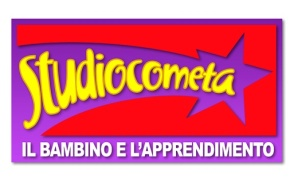 Studiocometa
IL BAMBINO E L'APPRENDIMENTO